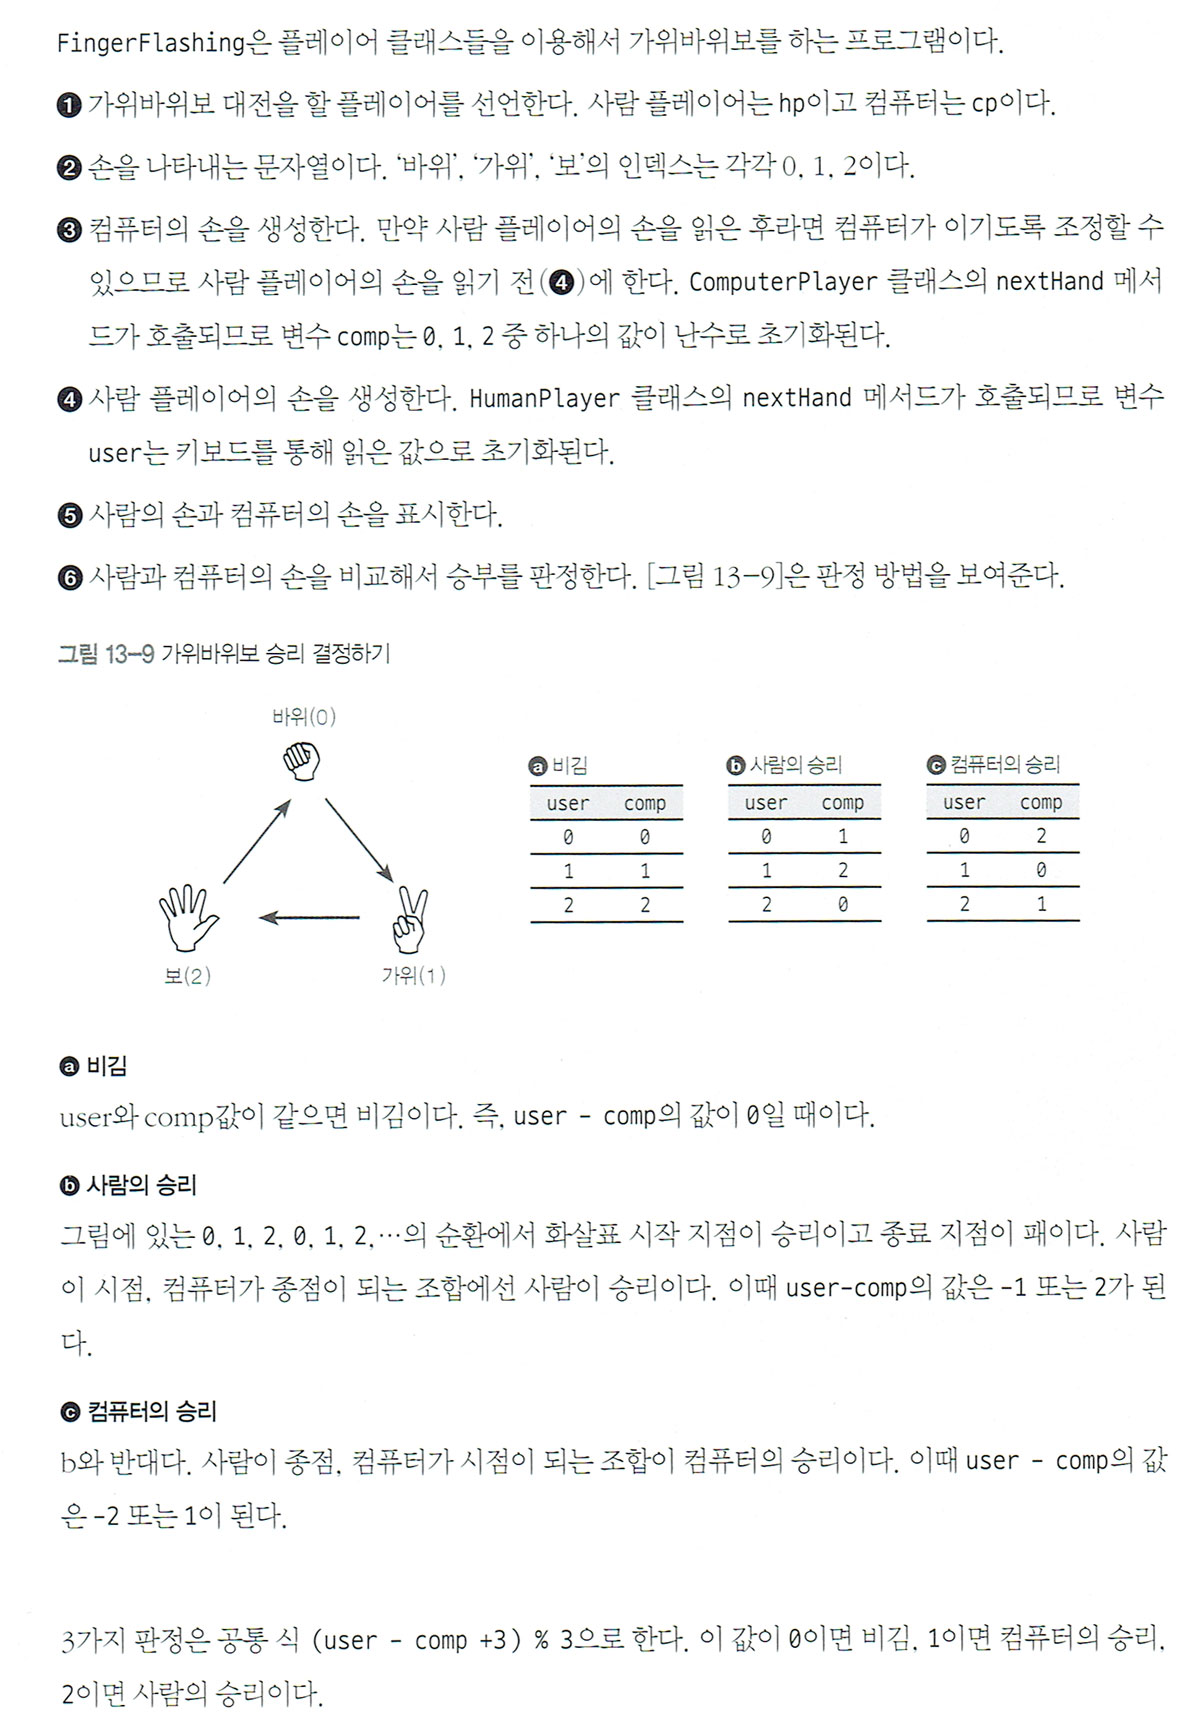 FingerFlashing은 플레이어 클래스들을 이용해서 가위바위보를 하는 프로그램이다.
❶ 가위바위보 대전을 할 플레이어를 선언한다. 사람 플레이어는 hp이고 컴퓨터는 cp이다.
❷ 손을 나타내는 문자열이다. ‘바위’, ‘가위’, ‘보’의 인덱스는 각각 0, 1, 2이다.
❸ 컴퓨터의 손을 생성한다. 만약 사람 플레이어의 손을 읽은 후라면 컴퓨터가 이기도록 조정할 수
있으므로 사람 플레이어의 손을 읽기 전(❹)에 한다. ComputerPlayer 클래스의 nextHand 메서
드가 호출되므로 변수 comp는 0, 1, 2 중 하나의 값이 난수로 초기화된다.
❹ 사람 플레이어의 손을 생성한다. HumanPlayer 클래스의 nextHand 메서드가 호출되므로 변수
user는 키보드를 통해 읽은 값으로 초기화된다.
❺ 사람의 손과 컴퓨터의 손을 표시한다.
❻ 사람과 컴퓨터의 손을 비교해서 승부를 판정한다. [그림 13-9]은 판정 방법을 보여준다.
그림 13-9 가위바위보 승리 결정하기
바위(0)
보(2)
가위(1)
ⓐ 비김
user comp
0 0
1 1
2 2
ⓑ 사람의 승리
user comp
0 1
1 2
2 0
ⓒ 컴퓨터의 승리
user comp
0 2
1 0
2 1
ⓐ 비김
user와 comp값이 같으면 비김이다. 즉, user - comp의 값이 0일 때이다.
ⓑ 사람의 승리
그림에 있는 0, 1, 2, 0, 1, 2,…의 순환에서 화살표 시작 지점이 승리이고 종료 지점이 패이다. 사람
이 시점, 컴퓨터가 종점이 되는 조합에선 사람이 승리이다. 이때 user-comp의 값은 -1 또는 2가 된
다.
ⓒ 컴퓨터의 승리
b와 반대다. 사람이 종점, 컴퓨터가 시점이 되는 조합이 컴퓨터의 승리이다. 이때 user - comp의 값
은 -2 또는 1이 된다.
3가지 판정은 공통 식 (user - comp +3) % 3으로 한다. 이 값이 0이면 비김, 1이면 컴퓨터의 승리,
2이면 사람의 승리이다.